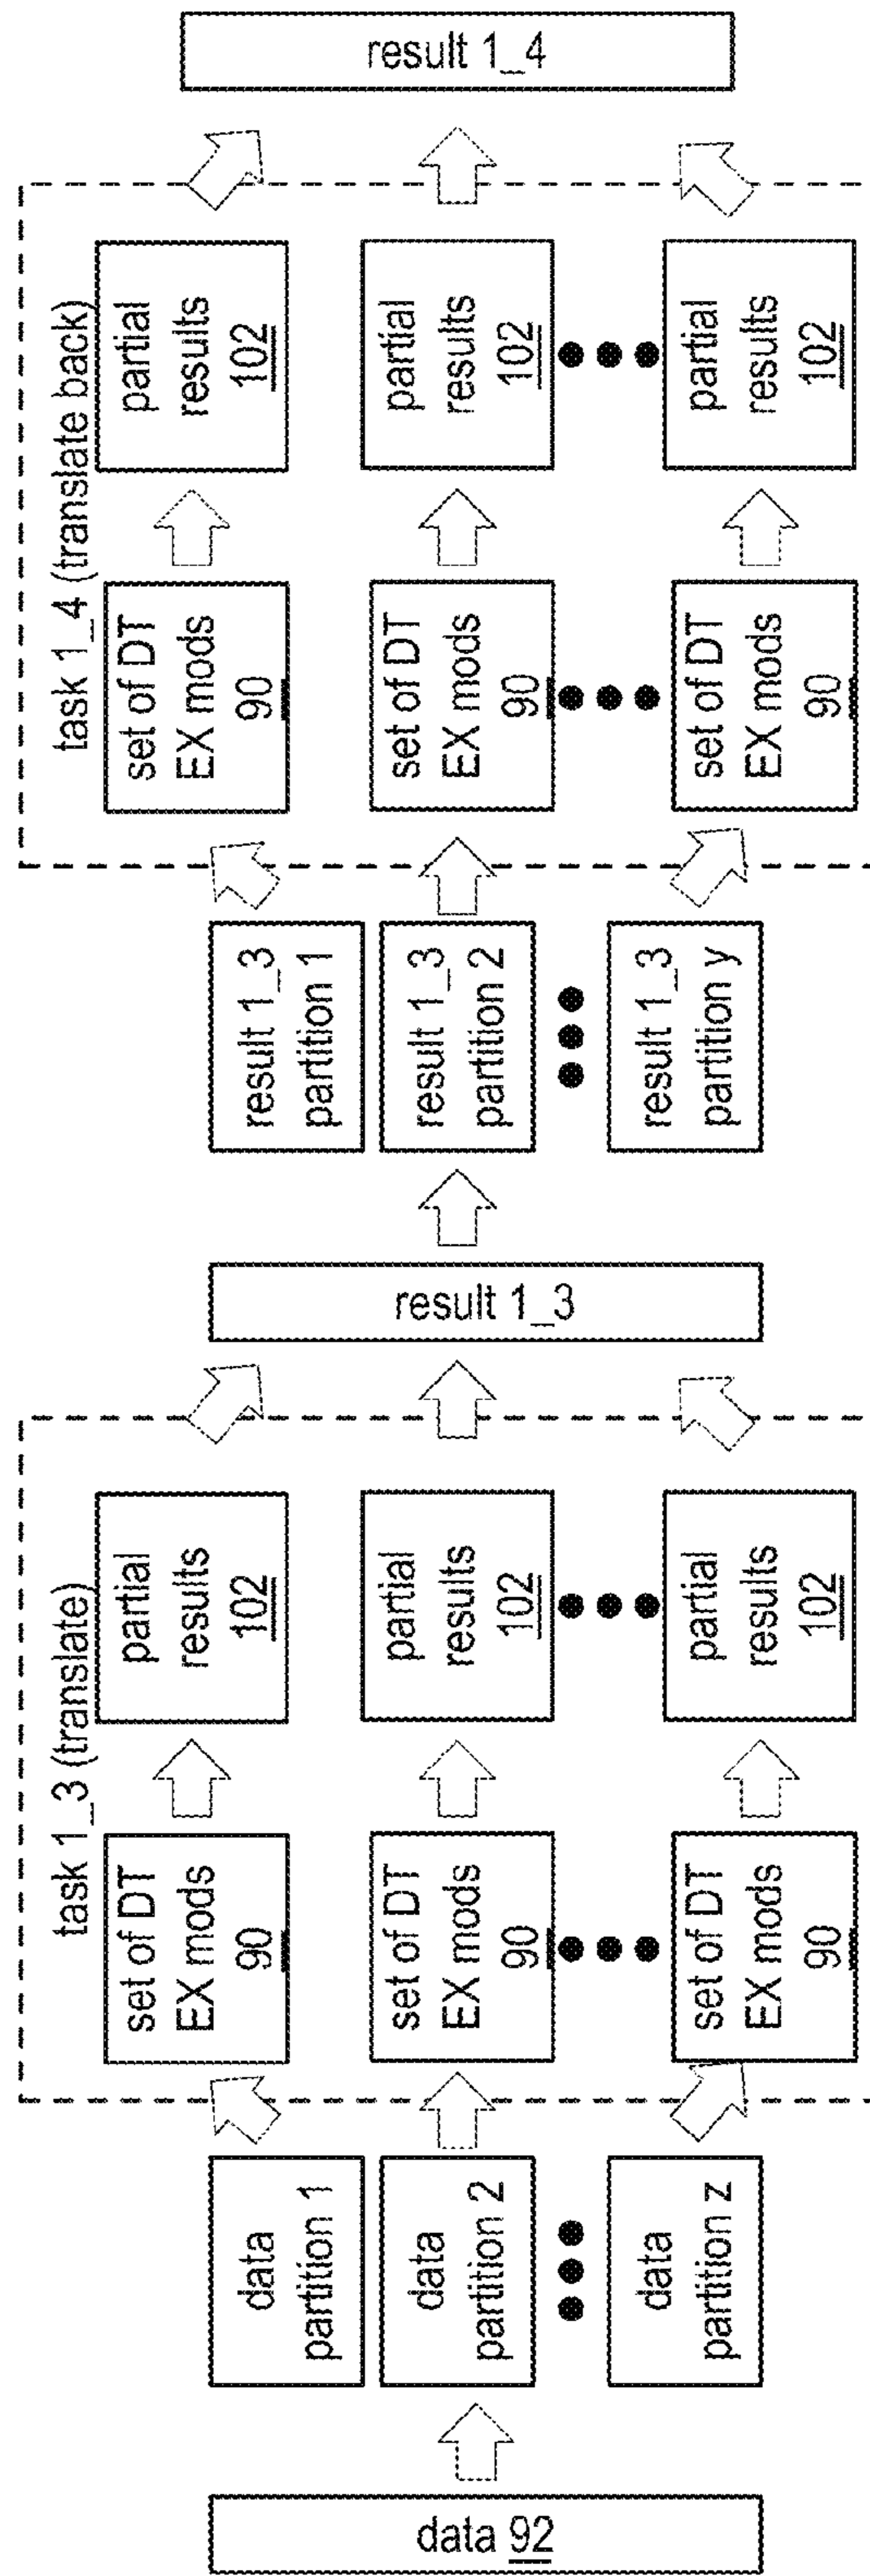 data 92
data
partition 1
data
partition 2
data
partition z
task 1_3 (translate)
set of DT
EX mods
90
set of DT
EX mods
90
set of DT
EX mods
90
partial
results
102
partial
results
102
partial
results
102
result 1_3
result 1_3
partition 1
result 1_3
partition 2
result 1_3
partition y
task 1_4 (translate back)
set of DT
EX mods
90
set of DT
EX mods
90
set of DT
EX mods
90
partial
results
102
partial
results
102
partial
results
102
result 1_4